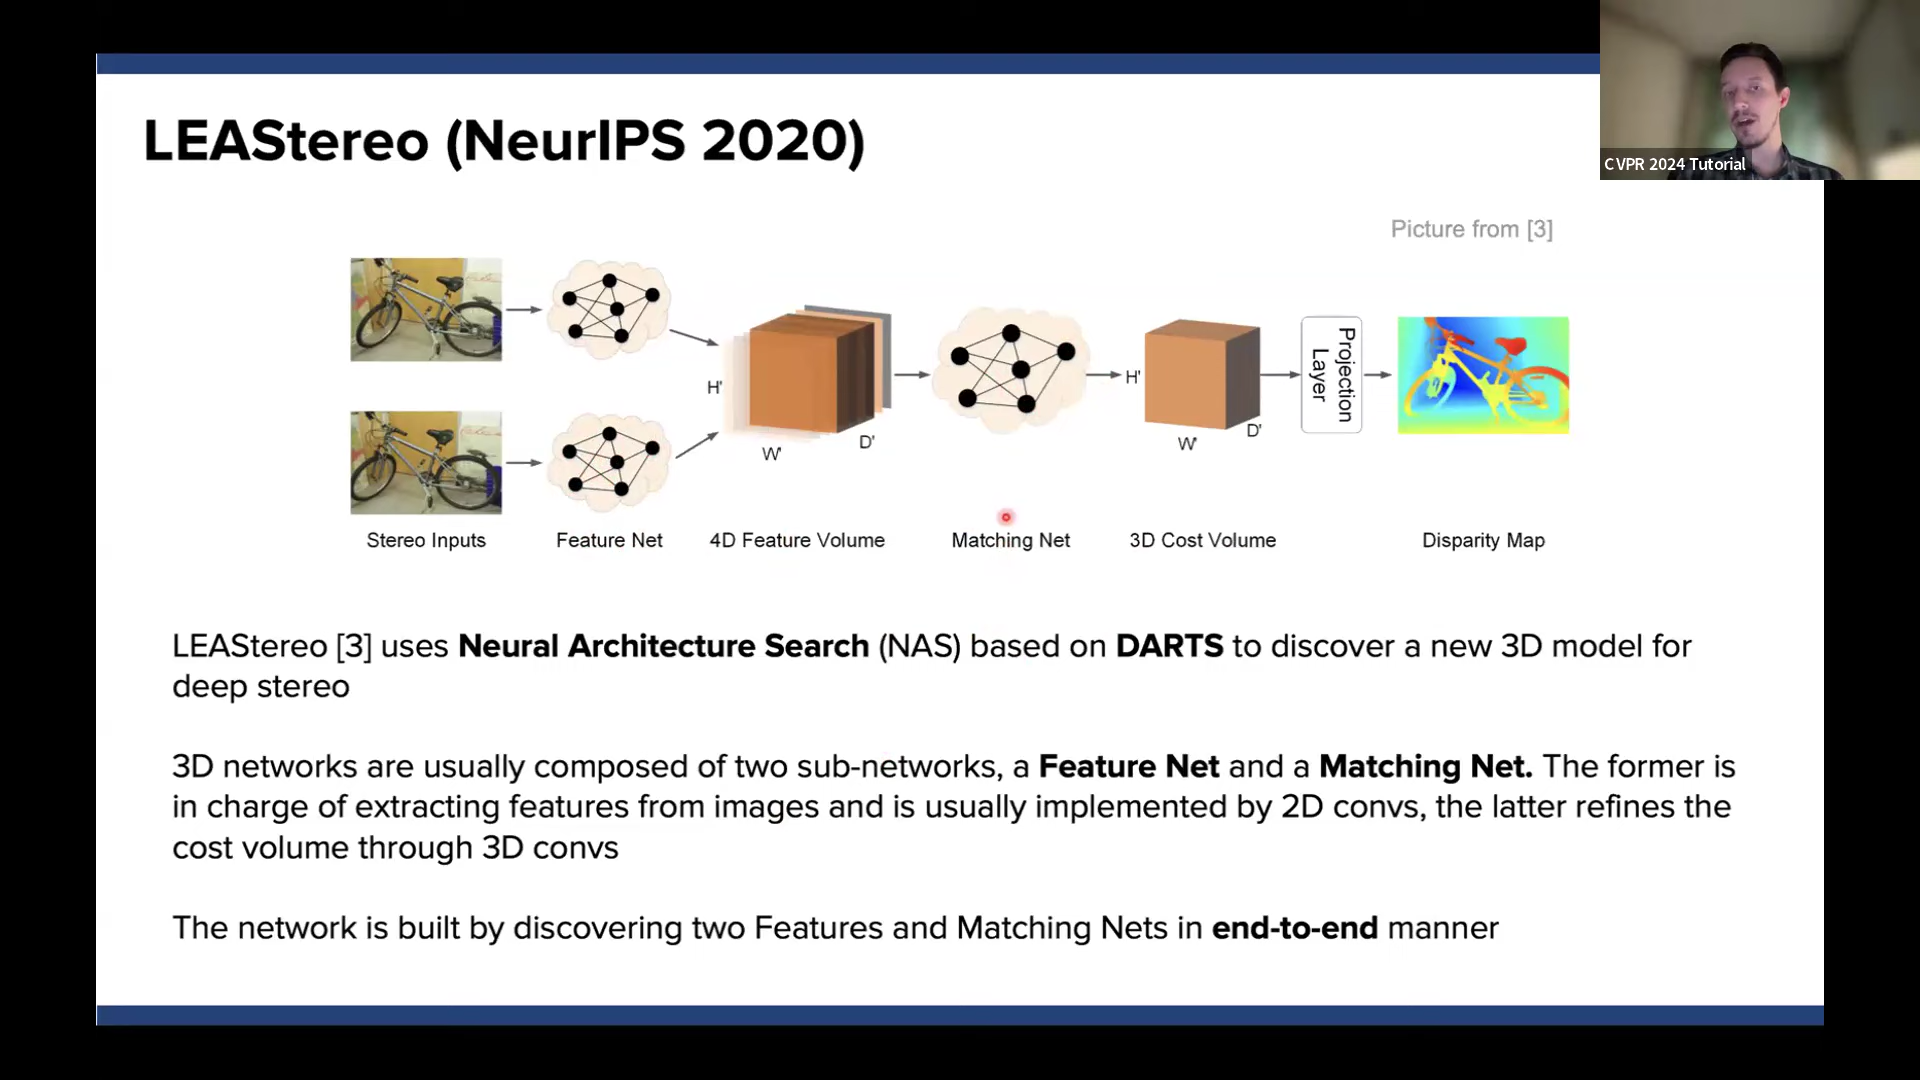 CVPR 2024 Tutorial
LEAStereo (NeurIPS 2020)
Picture from [3]
H'
W'
D'
H'
W'
D'
Projection
Layer
Stereo Inputs
Feature Net
4D Feature Volume
Matching Net
3D Cost Volume
Disparity Map
LEAStereo [3] uses Neural Architecture Search (NAS) based on DARTS to discover a new 3D model for
deep stereo
3D networks are usually composed of two sub-networks, a Feature Net and a Matching Net. The former is
in charge of extracting features from images and is usually implemented by 2D convs, the latter refines the
cost volume through 3D convs
The network is built by discovering two Features and Matching Nets in end-to-end manner